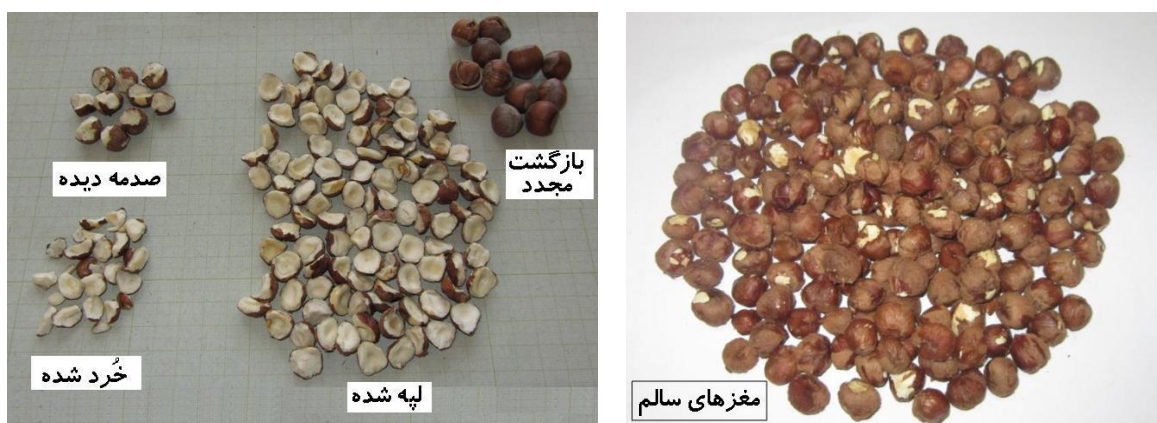 صدمه دیده
بازگشت
مجدد
خُرد شده
لپه شده
مغزهای سالم